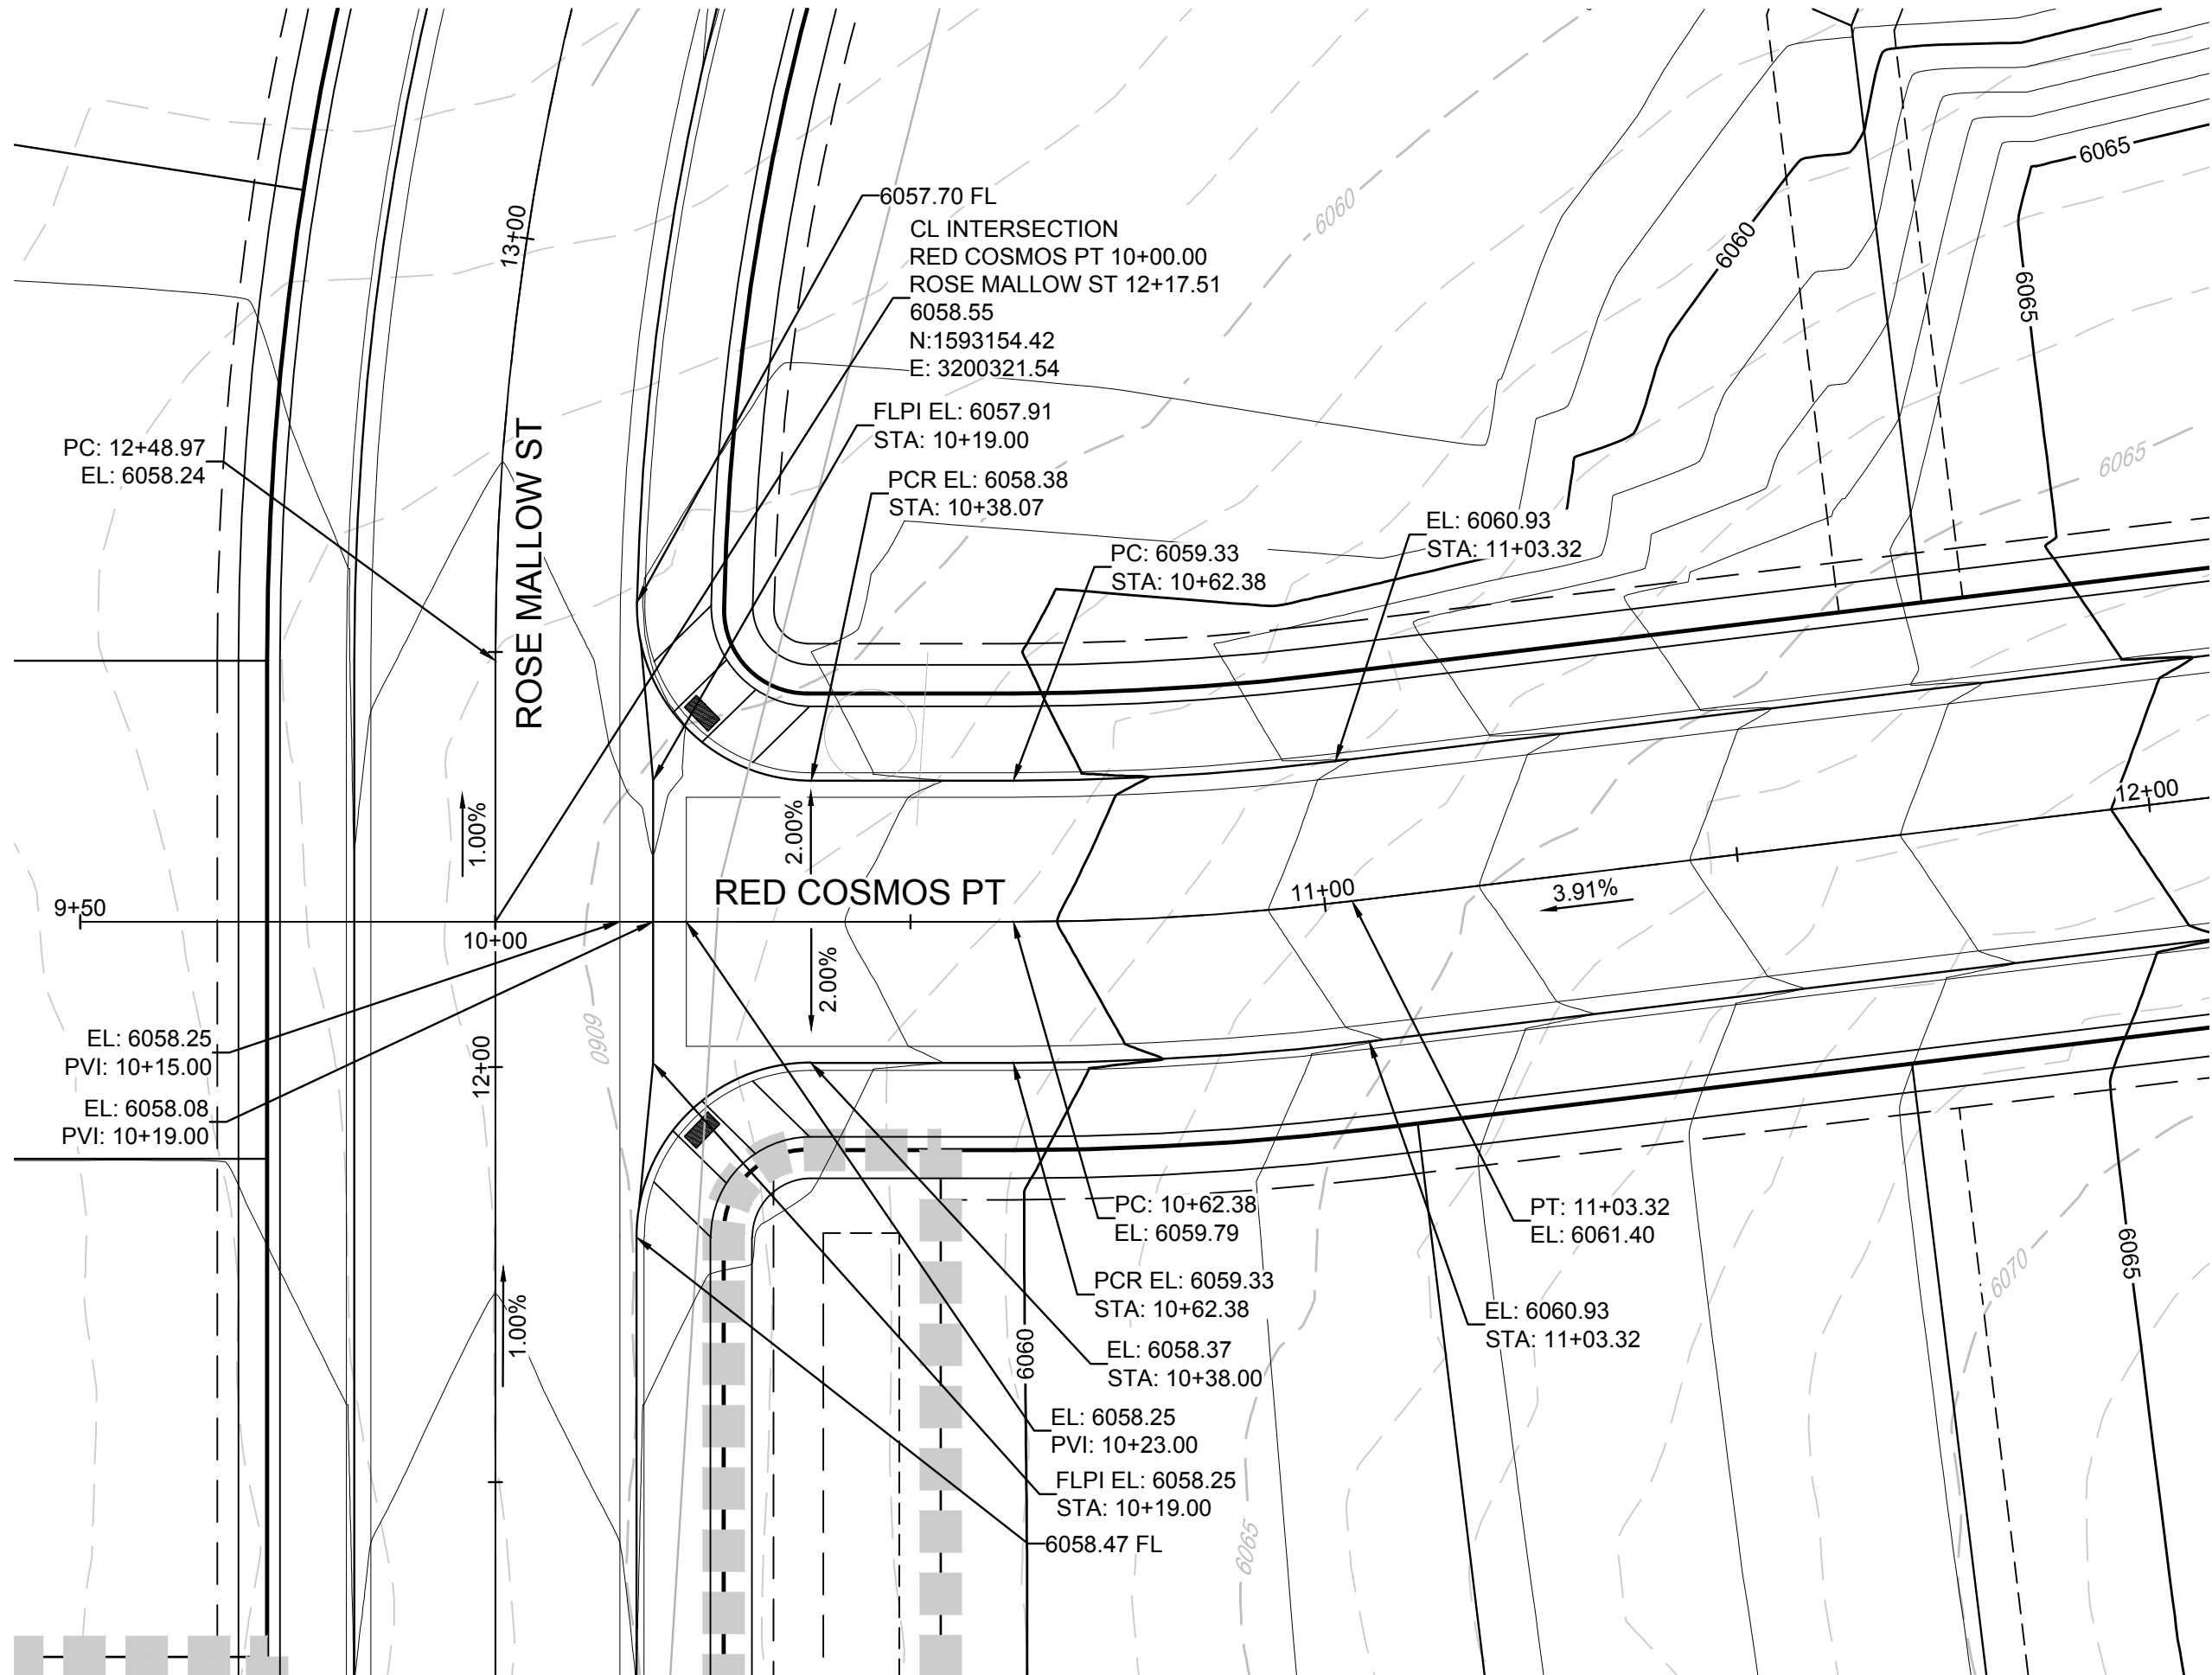 6057.70 FL
CL INTERSECTION
RED COSMOS PT 10+00.00
ROSE MALLOW ST 12+17.51
6058.55
N:1593154.42
E: 3200321.54
FLPI EL: 6057.91
STA: 10+19.00
PCR EL: 6058.38
STA: 10+38.07
PC: 6059.33
STA: 10+62.38
EL: 6060.93
STA: 11+03.32
PC: 12+48.97
EL: 6058.24
13+00
ROSE MALLOW ST
6060
6060
6065
6065
6065
1.00%
2.00%
RED COSMOS PT
2.00%
9+50
10+00
11+00
12+00
3.91%
EL: 6058.25
PVI: 10+15.00
EL: 6058.08
PVI: 10+19.00
12+00
6060
1.00%
PC: 10+62.38
EL: 6059.79
PCR EL: 6059.33
STA: 10+62.38
EL: 6058.37
STA: 10+38.00
EL: 6058.25
PVI: 10+23.00
FLPI EL: 6058.25
STA: 10+19.00
6058.47 FL
PT: 11+03.32
EL: 6061.40
EL: 6060.93
STA: 11+03.32
6060
6065
6070
6065